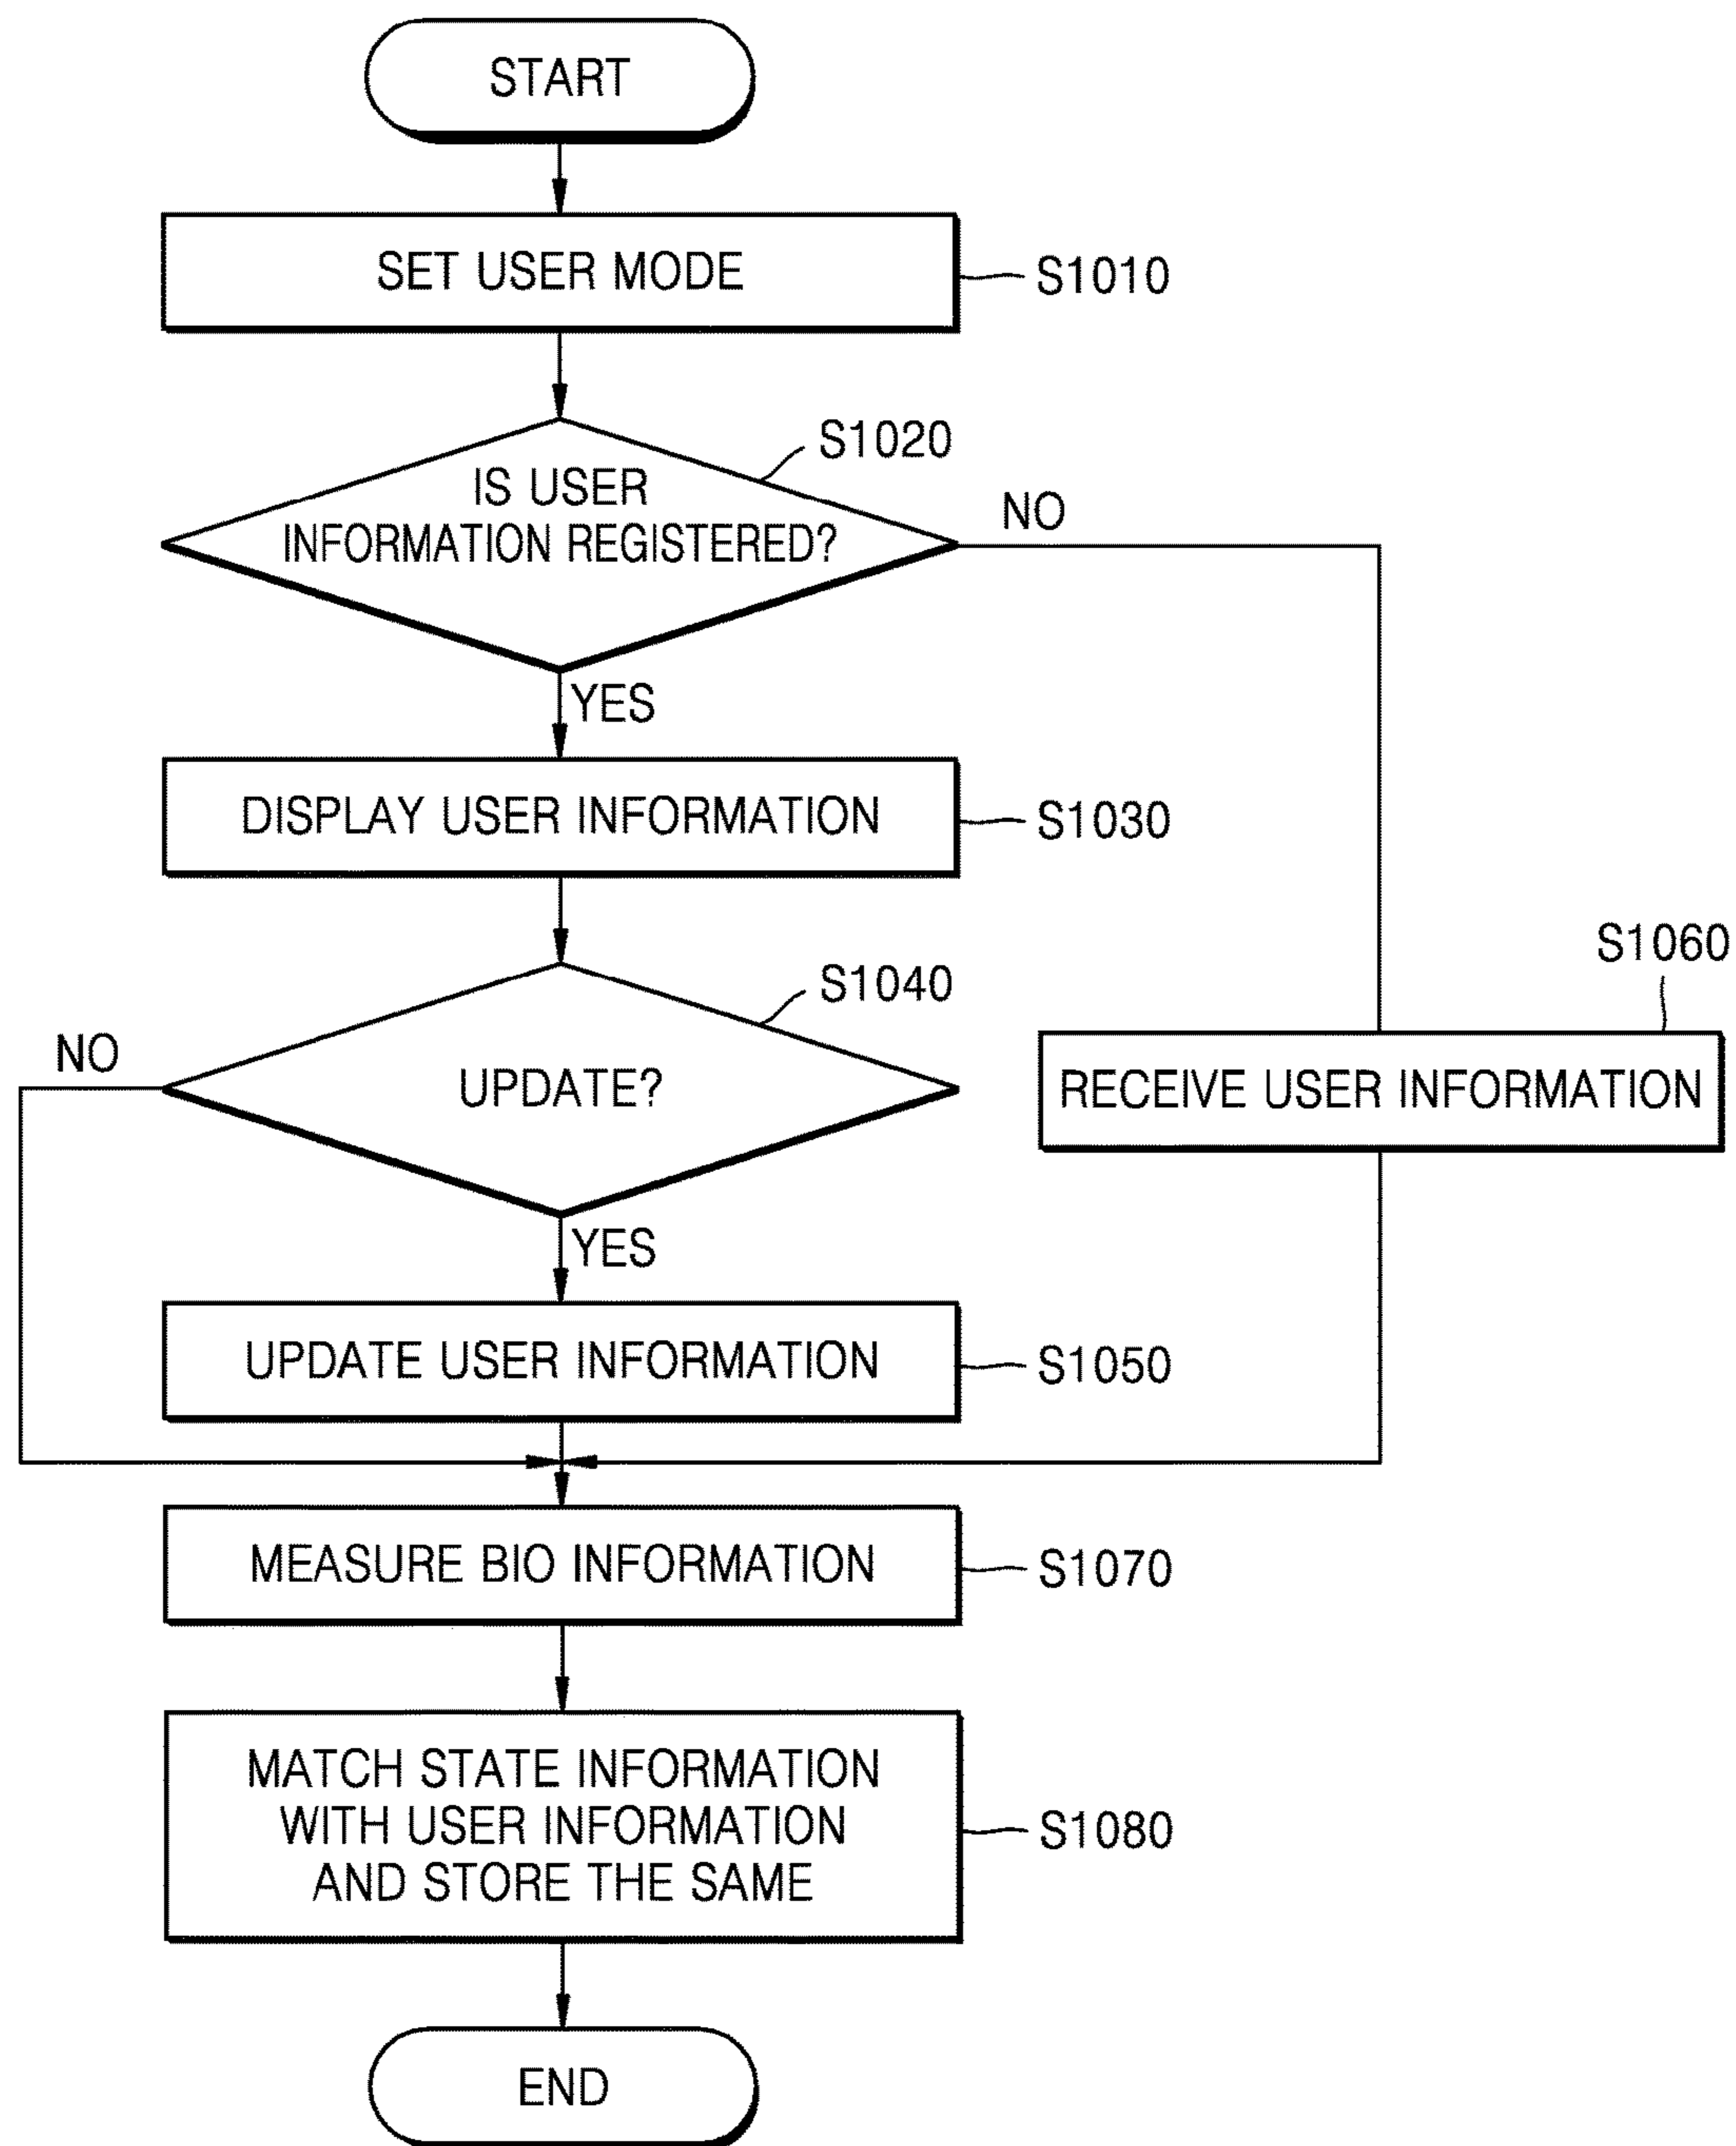 START
SET USER MODE
S1010
S1020
IS USER
INFORMATION REGISTERED?
NO
YES
DISPLAY USER INFORMATION
S1030
S1040
NO
UPDATE?
S1060
RECEIVE USER INFORMATION
YES
UPDATE USER INFORMATION
S1050
MEASURE BIO INFORMATION
S1070
MATCH STATE INFORMATION
WITH USER INFORMATION
AND STORE THE SAME
S1080
END